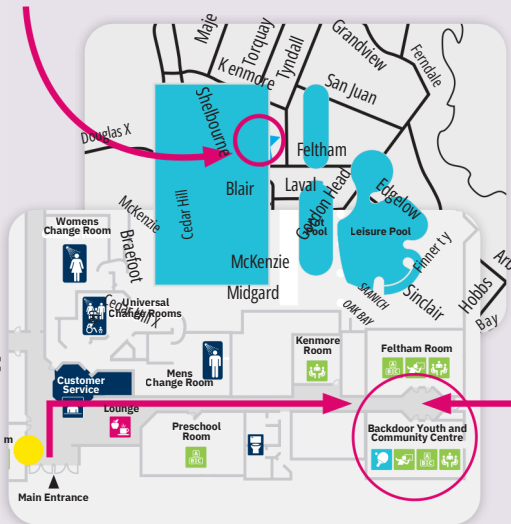 Maje
Torquay
Tyndall
Grandview
Ferndale
Kenmore
San Juan
Shelbourne
Douglas X
Feltham
Blair
Laval
Gordon Head
Edgelow
Cedar Hill
McKenzie
Braefoot
Pool
Leisure Pool
Finnerty
McKenzie
Midgard
SAANICH
OAK BAY
Sinclair
Hobbs
Bay
Womens
Change Room
Cedar Hill X
Universal
Change Rooms
Kenmore
Room
Feltham Room
Mens
Change Room
Customer
Service
Lounge
Preschool
Room
Backdoor Youth and
Community Centre
A
B C
Main Entrance